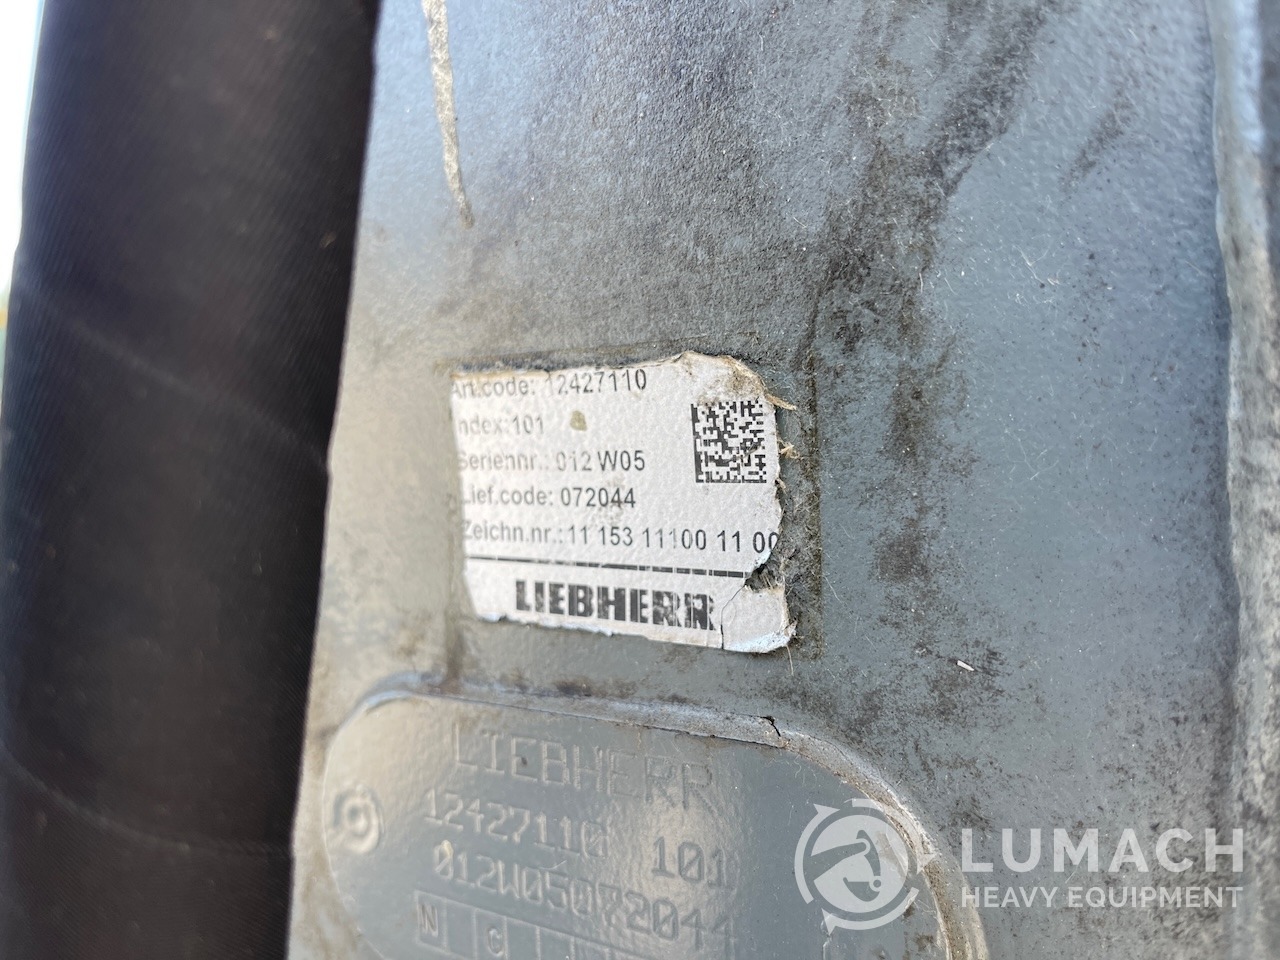 Art.code: 12427110
ndex:101
Seriennr.: 012 W05
Lief.code: 072044
Zeichn.nr.: 11 153 11100 11 00
LIEBHERR
LIEBHERR
12427110 101
012W05072044
N C
LUMACH
HEAVY EQUIPMENT